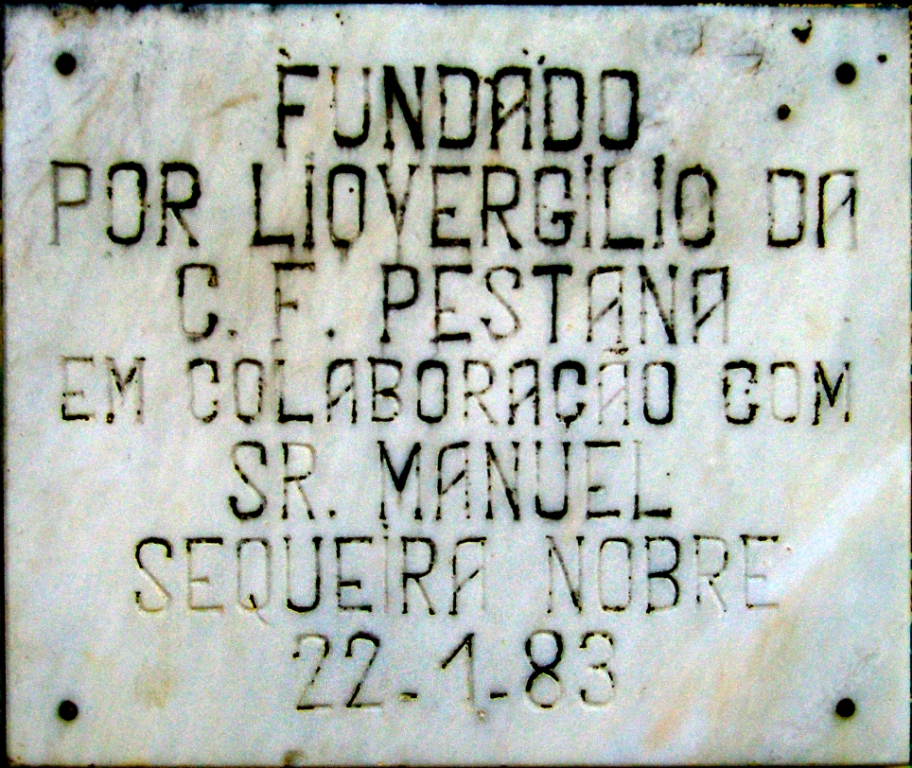 FUNDADO
POR LIOVERGILIO DA
C. F. PESTANA
EM COLABORAÇÃO COM
SR. MANUEL
SEQUEIRA NOBRE
22-1-83